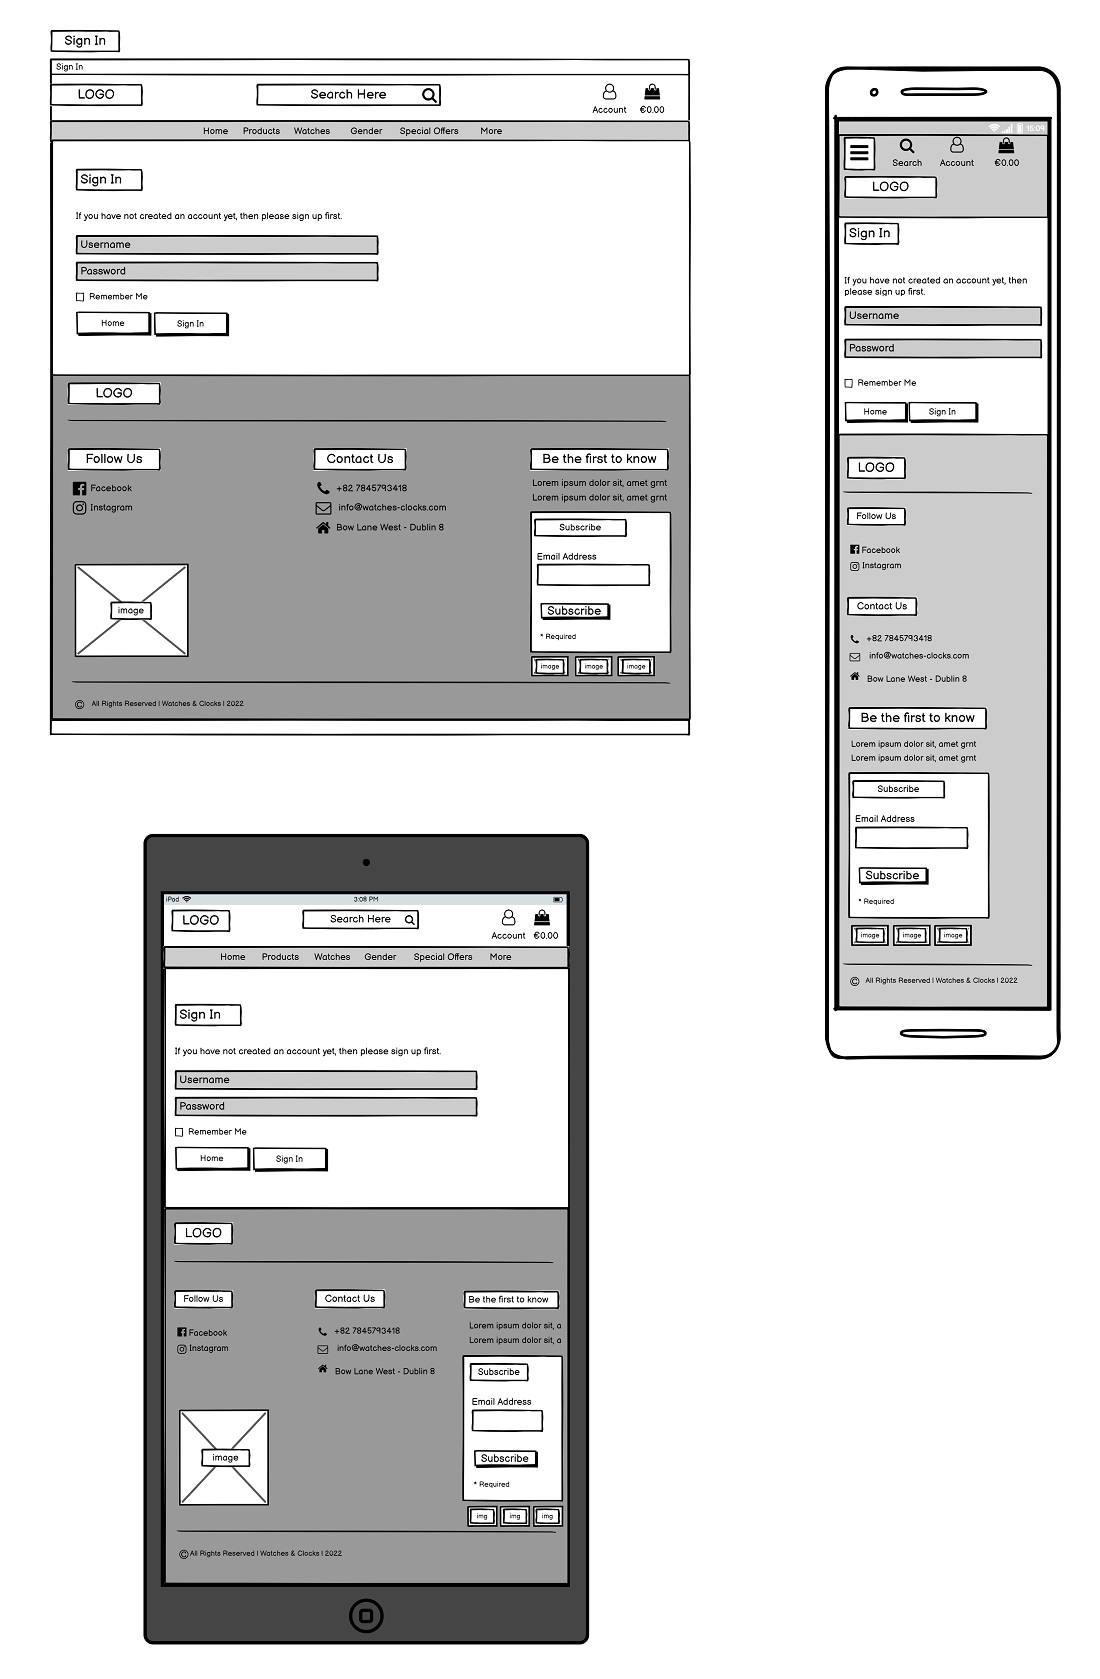 Sign In
Sign In
LOGO
Search Here
Account €0.00
Home Products Watches Gender Special Offers More
Sign In
If you have not created an account yet, then please sign up first.
Username
Password
Remember Me
Home Sign In
LOGO
Follow Us
Facebook
Instagram
image
Contact Us
+82 7845793418
info@watches-clocks.com
Bow Lane West - Dublin 8
Be the first to know
Lorem ipsum dolor sit, amet grnt
Lorem ipsum dolor sit, amet grnt
Subscribe
Email Address
Subscribe
* Required
image image image
© All Rights Reserved | Watches & Clocks | 2022
15:09
Search Account €0.00
LOGO
Sign In
If you have not created an account yet, then
please sign up first.
Username
Password
Remember Me
Home Sign In
LOGO
Follow Us
Facebook
Instagram
Contact Us
+82 7845793418
info@watches-clocks.com
Bow Lane West - Dublin 8
Be the first to know
Lorem ipsum dolor sit, amet grnt
Lorem ipsum dolor sit, amet grnt
Subscribe
Email Address
Subscribe
* Required
image image image
© All Rights Reserved | Watches & Clocks | 2022
iPod 3:08 PM
LOGO
Search Here
Account €0.00
Home Products Watches Gender Special Offers More
Sign In
If you have not created an account yet, then please sign up first.
Username
Password
Remember Me
Home Sign In
LOGO
Follow Us
Facebook
Instagram
image
Contact Us
+82 7845793418
info@watches-clocks.com
Bow Lane West - Dublin 8
Be the first to know
Lorem ipsum dolor sit, a
Lorem ipsum dolor sit, a
Subscribe
Email Address
Subscribe
* Required
img img img
© All Rights Reserved | Watches & Clocks | 2022